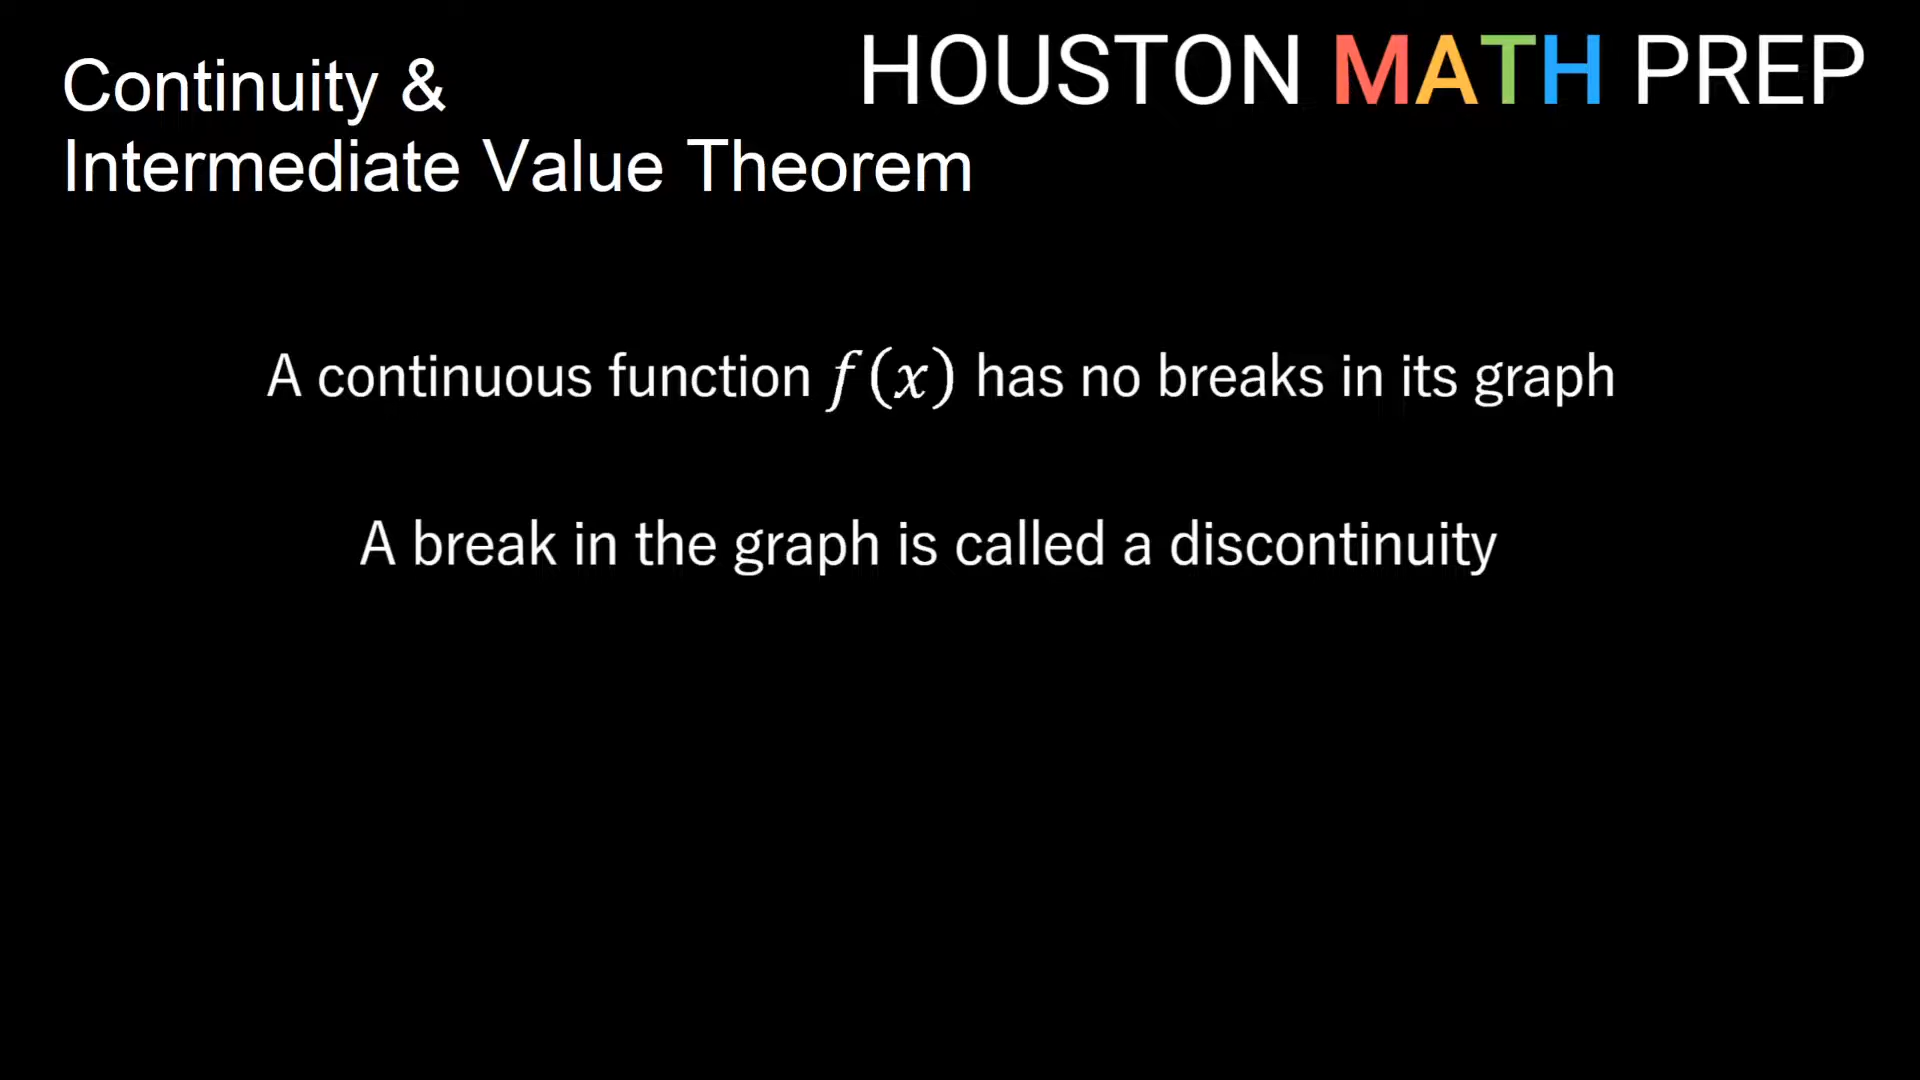 HOUSTON MATH PREP
Continuity &
Intermediate Value Theorem
A continuous function f(x) has no breaks in its graph
A break in the graph is called a discontinuity